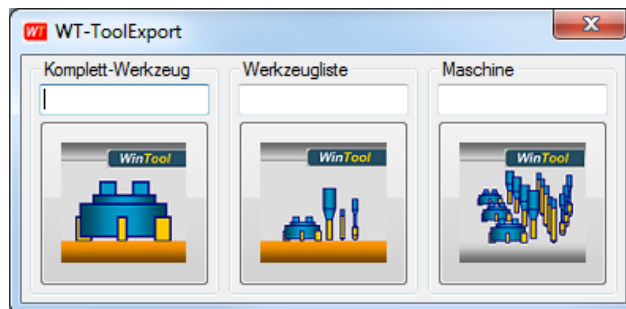 WT WT-ToolExport
Komplett-Werkzeug
Werkzeugliste
Maschine
WinTool
WinTool
WinTool